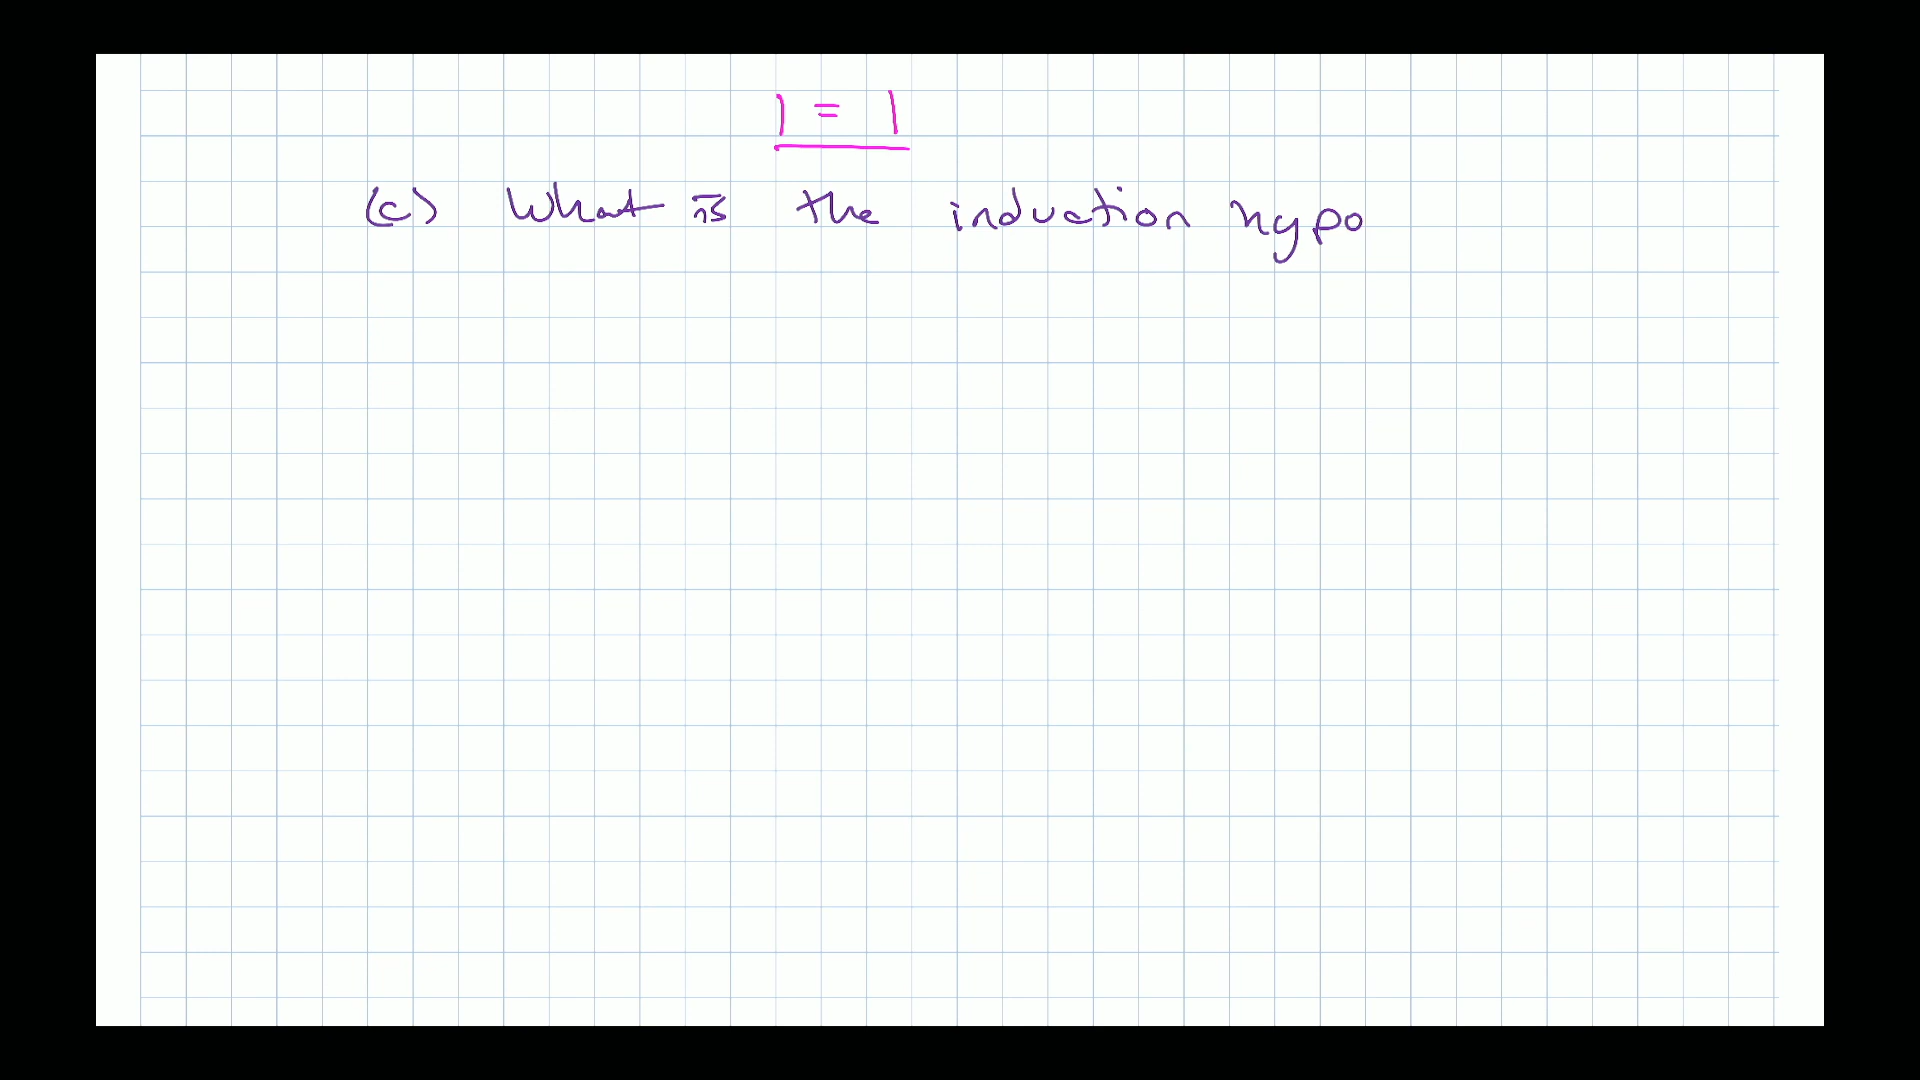 1 = 1
(c) What is the induction hypo